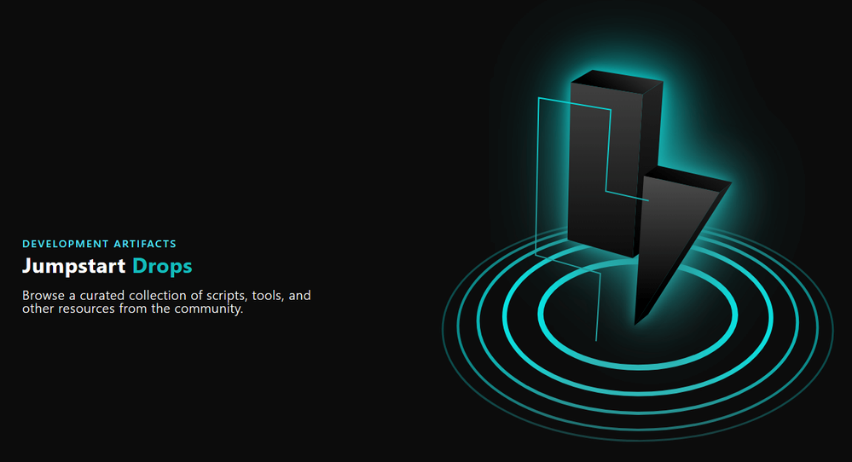 DEVELOPMENT ARTIFACTS
Jumpstart Drops
Browse a curated collection of scripts, tools, and
other resources from the community.